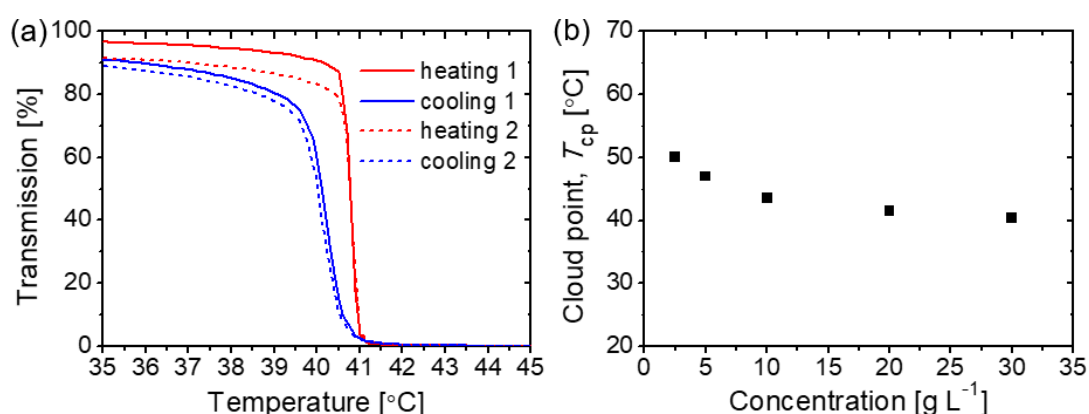 (a)
Transmission [%]
100
80
60
40
20
0
heating 1
cooling 1
heating 2
cooling 2
35 36 37 38 39 40 41 42 43 44 45
Temperature [°C]
(b)
Cloud point, Tcp [°C]
70
60
50
40
30
20
0 5 10 15 20 25 30 35
Concentration [g L⁻¹]